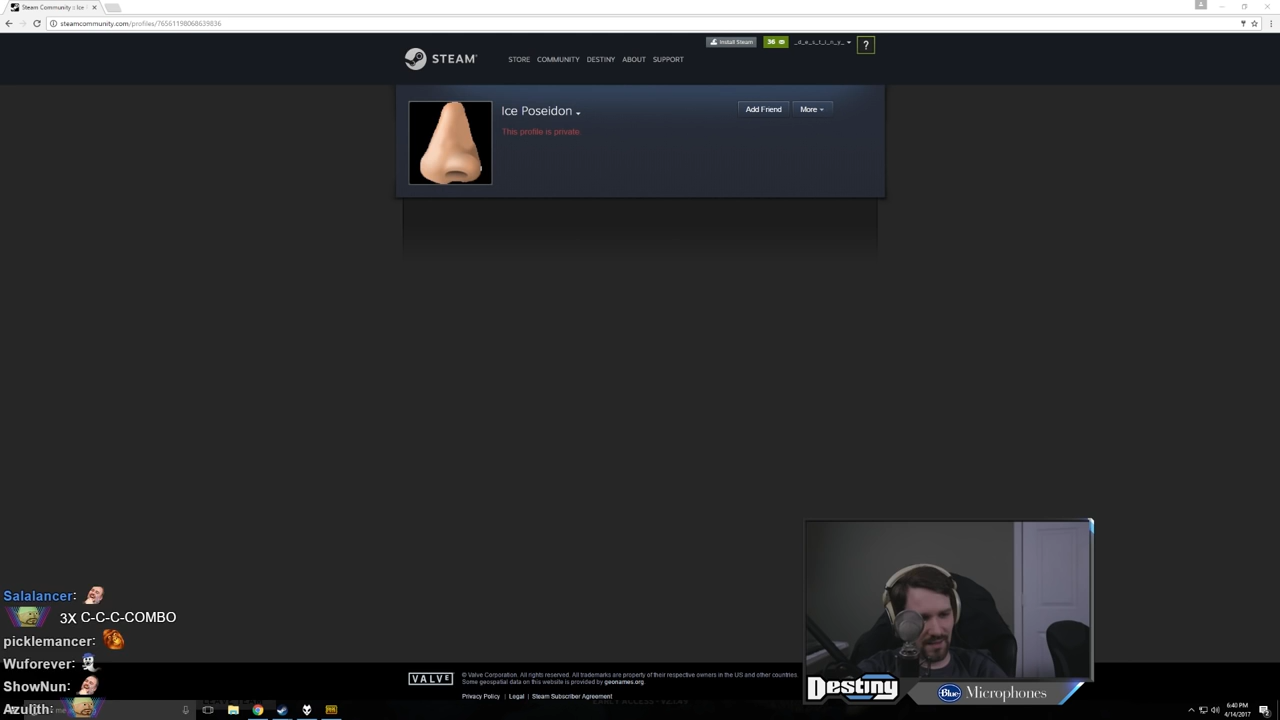 Steam Community :: Ice
steamcommunity.com/profiles/76561198068639836
Install Steam
36
_d_e_s_t_i_n_y_
?
STEAM
STORE COMMUNITY DESTINY ABOUT SUPPORT
Ice Poseidon
This profile is private.
Add Friend
More
Salalancer:
3X C-C-C-COMBO
picklemancer:
Wuforever:
ShowNun:
Azulith:
me
VALVE
© Valve Corporation. All rights reserved. All trademarks are property of their respective owners in the US and other countries.
Some geospatial data on this website is provided by geonames.org.
Privacy Policy | Legal | Steam Subscriber Agreement
Destiny
Blue Microphones
6:40 PM
4/14/2017